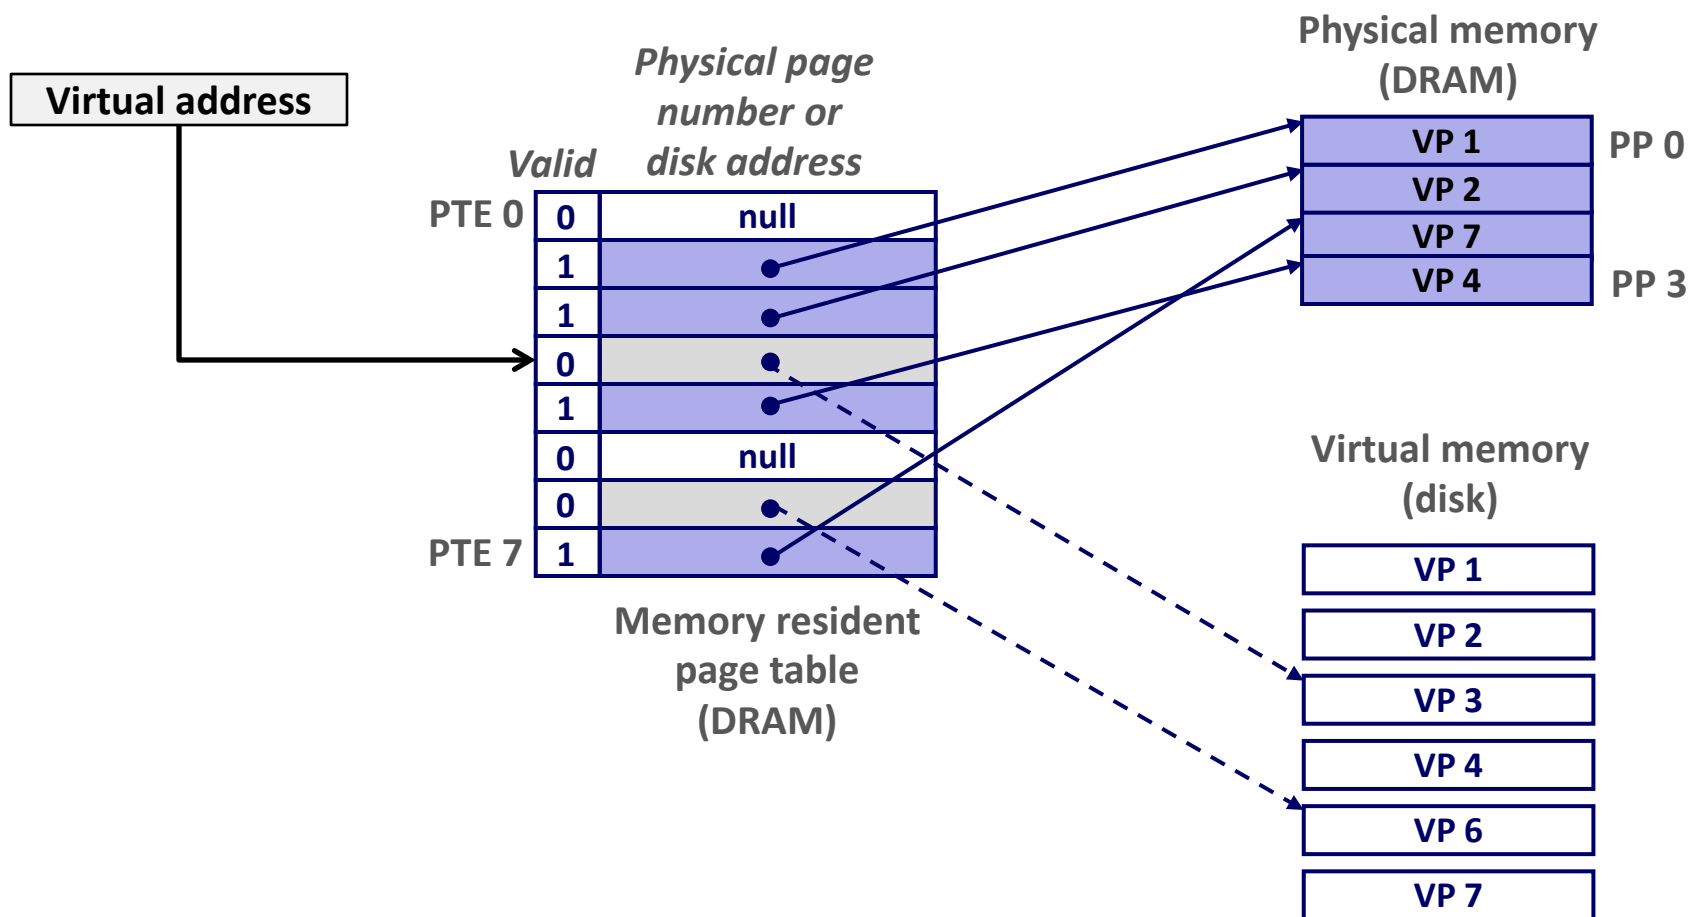 Virtual address
Physical page
number or
disk address
Valid
PTE 0
0 null
1
1
0
1
0 null
0
PTE 7 1
Memory resident
page table
(DRAM)
Physical memory
(DRAM)
VP 1 PP 0
VP 2
VP 7
VP 4 PP 3
Virtual memory
(disk)
VP 1
VP 2
VP 3
VP 4
VP 6
VP 7